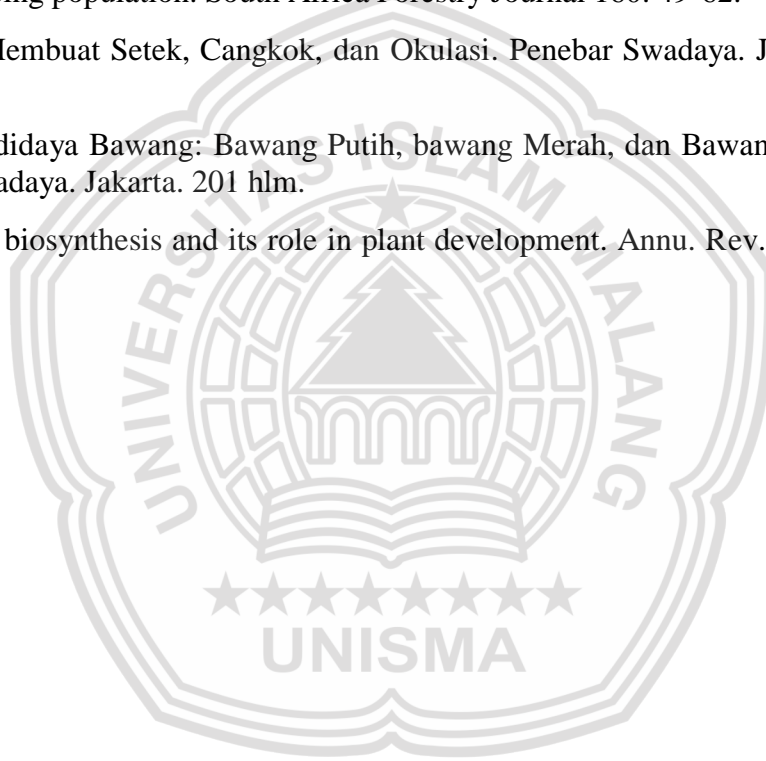 ing population. South Africa Forestry Journal 166: 49-62.
Membuat Setek, Cangkok, dan Okulasi. Penebar Swadaya. J
didaya Bawang: Bawang Putih, bawang Merah, dan Bawan
adaya. Jakarta. 201 hlm.
biosynthesis and its role in plant development. Annu. Rev.
UNIVERSITAS ISLAM MALANG
UNISMA